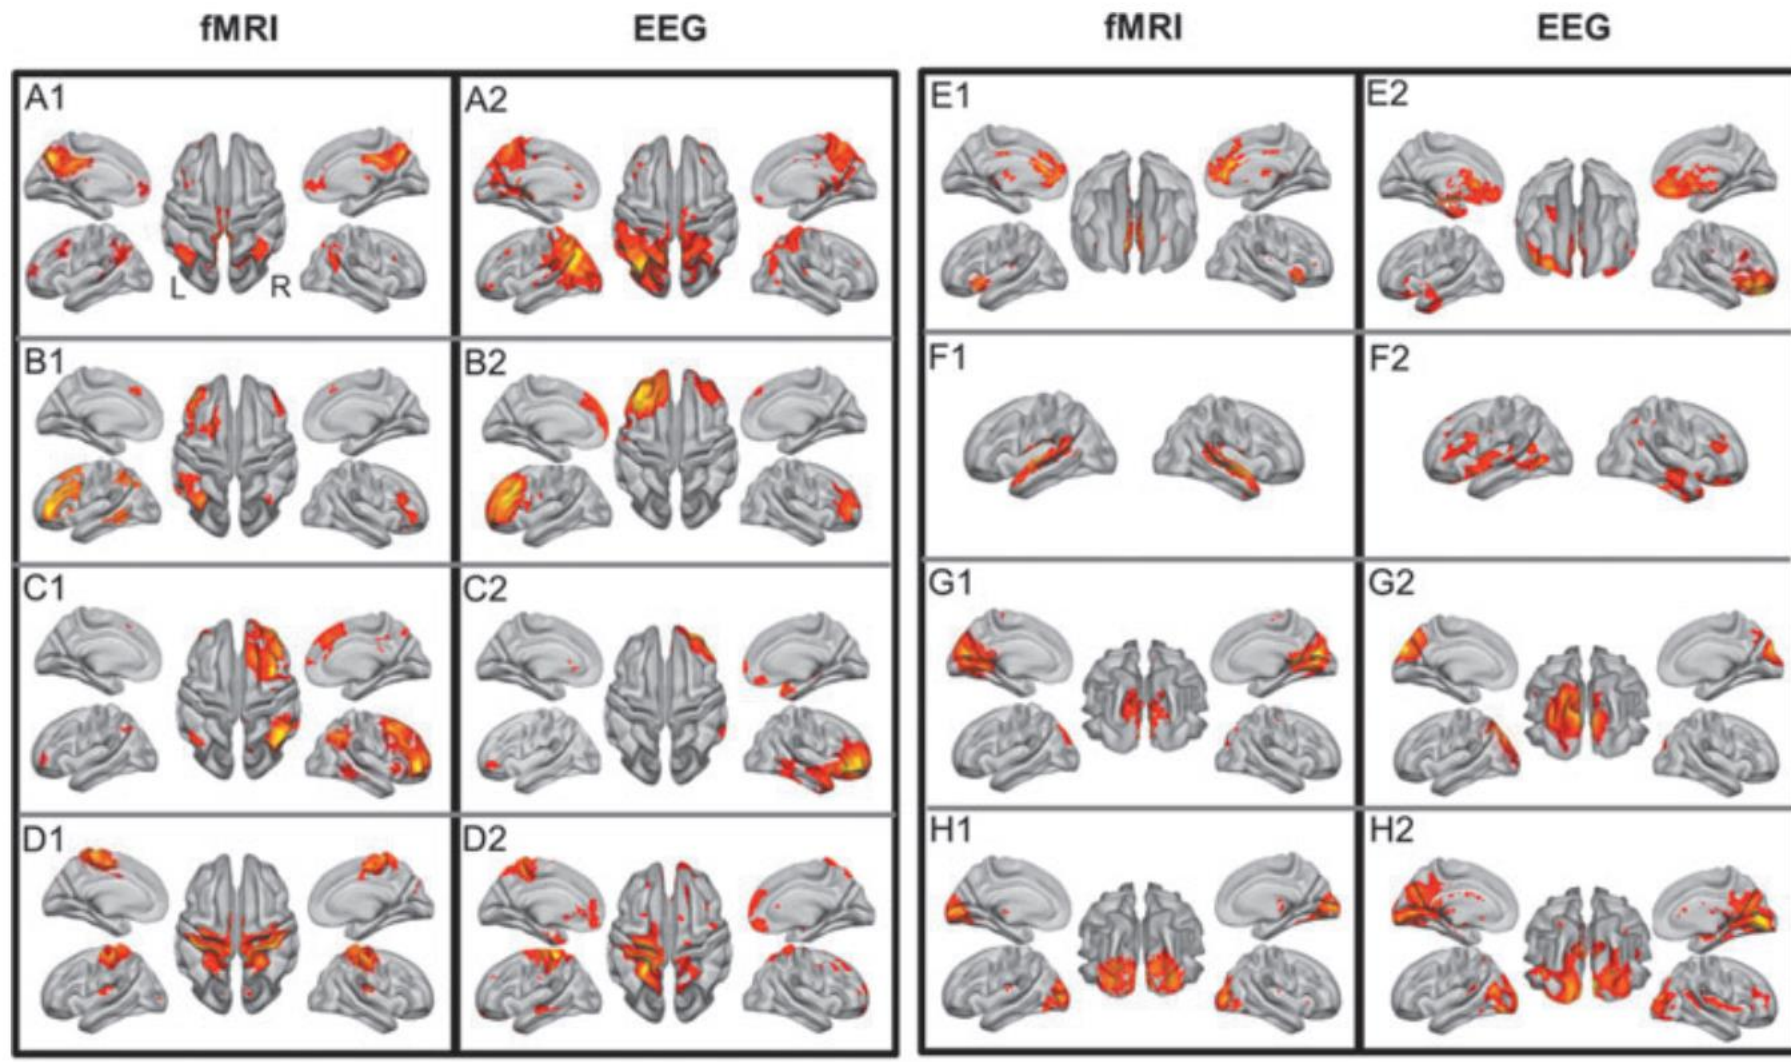 fMRI EEG fMRI EEG
A1 A2 E1 E2
L R
B1 B2 F1 F2
C1 C2 G1 G2
D1 D2 H1 H2